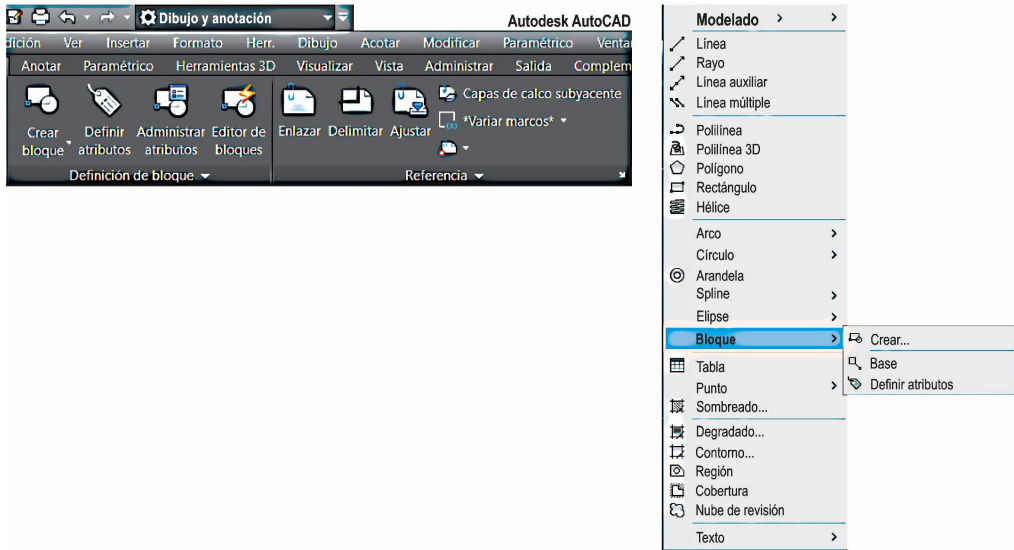 Dibujo y anotación
Autodesk AutoCAD
dición Ver Insertar Formato Herr. Dibujo Acotar Modificar Paramétrico Venta
Anotar Paramétrico Herramientas 3D Visualizar Vista Administrar Salida Complem
Crear bloque
Definir atributos
Administrar atributos
Editor de bloques
Enlazar Delimitar Ajustar
Capas de calco subyacente
*Variar marcos*
Definición de bloque
Referencia
Modelado
Línea
Rayo
Línea auxiliar
Línea múltiple
Polilínea
Polilínea 3D
Polígono
Rectángulo
Hélice
Arco
Círculo
Arandela
Spline
Elipse
Bloque
Crear...
Base
Definir atributos
Tabla
Punto
Sombreado...
Degradado...
Contorno...
Región
Cobertura
Nube de revisión
Texto